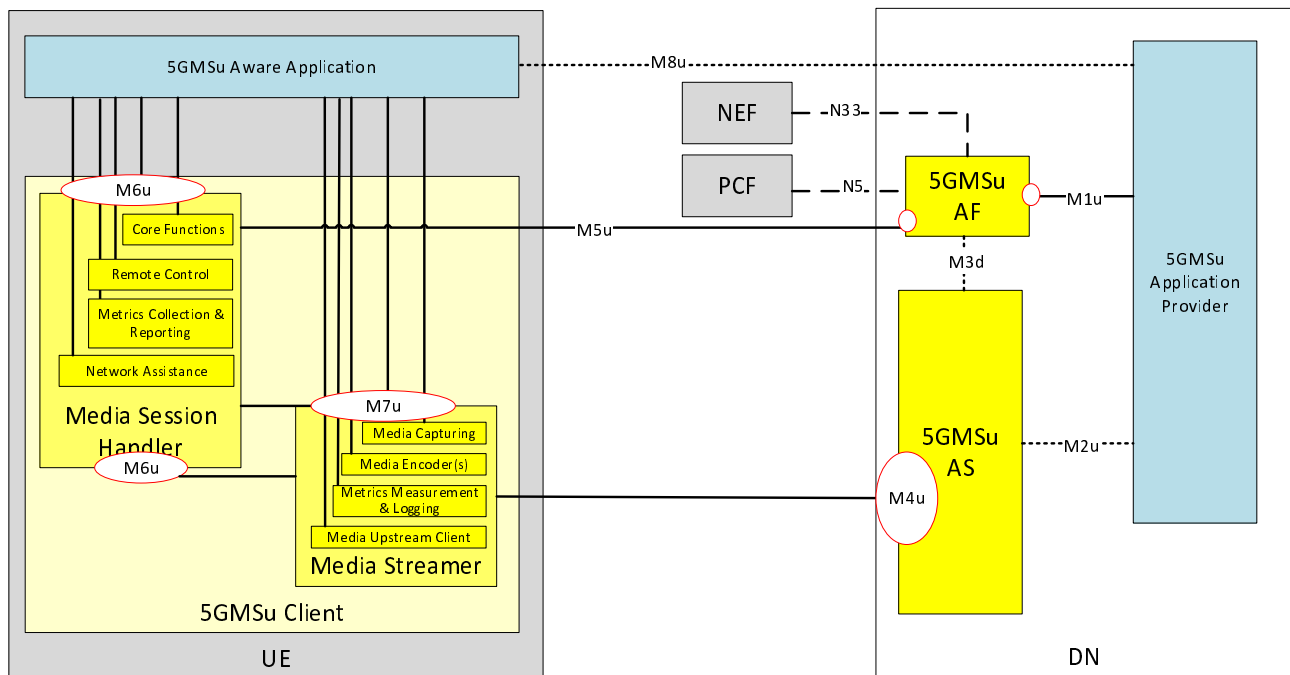 5GMSu Aware Application
M8u
NEF
N33
PCF
N5
5GMSu
AF
M1u
M6u
Core Functions
M5u
M3d
Remote Control
Metrics Collection &
Reporting
Network Assistance
Media Session
Handler
M6u
M7u
Media Capturing
Media Encoder(s)
Metrics Measurement
& Logging
Media Upstream Client
Media Streamer
5GMSu Client
UE
5GMSu
AS
M4u
M2u
5GMSu
Application
Provider
DN